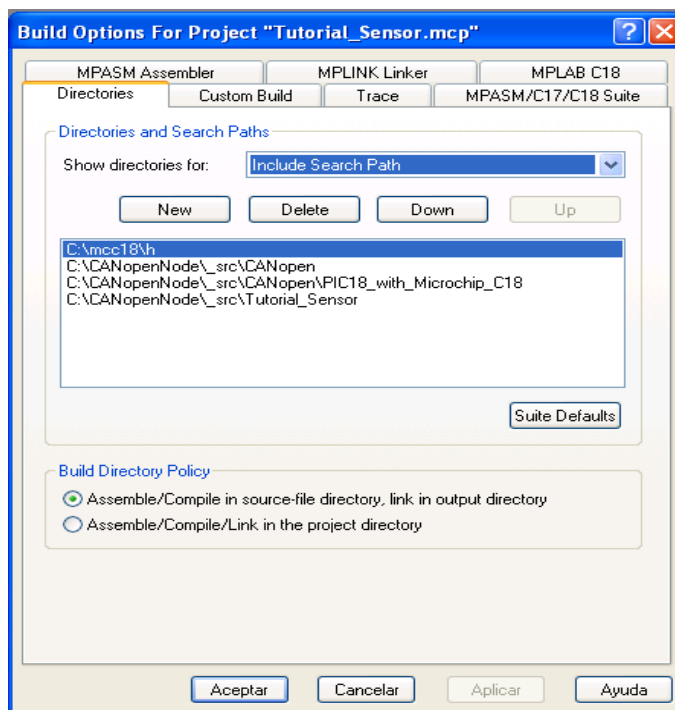 Build Options For Project "Tutorial_Sensor.mcp"
MPASM Assembler MPLINK Linker MPLAB C18
Directories Custom Build Trace MPASM/C17/C18 Suite
Directories and Search Paths
Show directories for: Include Search Path
New Delete Down Up
C:\mcc18\h
C:\CANopenNode\_src\CANopen
C:\CANopenNode\_src\CANopen\PIC18_with_Microchip_C18
C:\CANopenNode\_src\Tutorial_Sensor
Suite Defaults
Build Directory Policy
Assemble/Compile in source-file directory, link in output directory
Assemble/Compile/Link in the project directory
Aceptar Cancelar Aplicar Ayuda